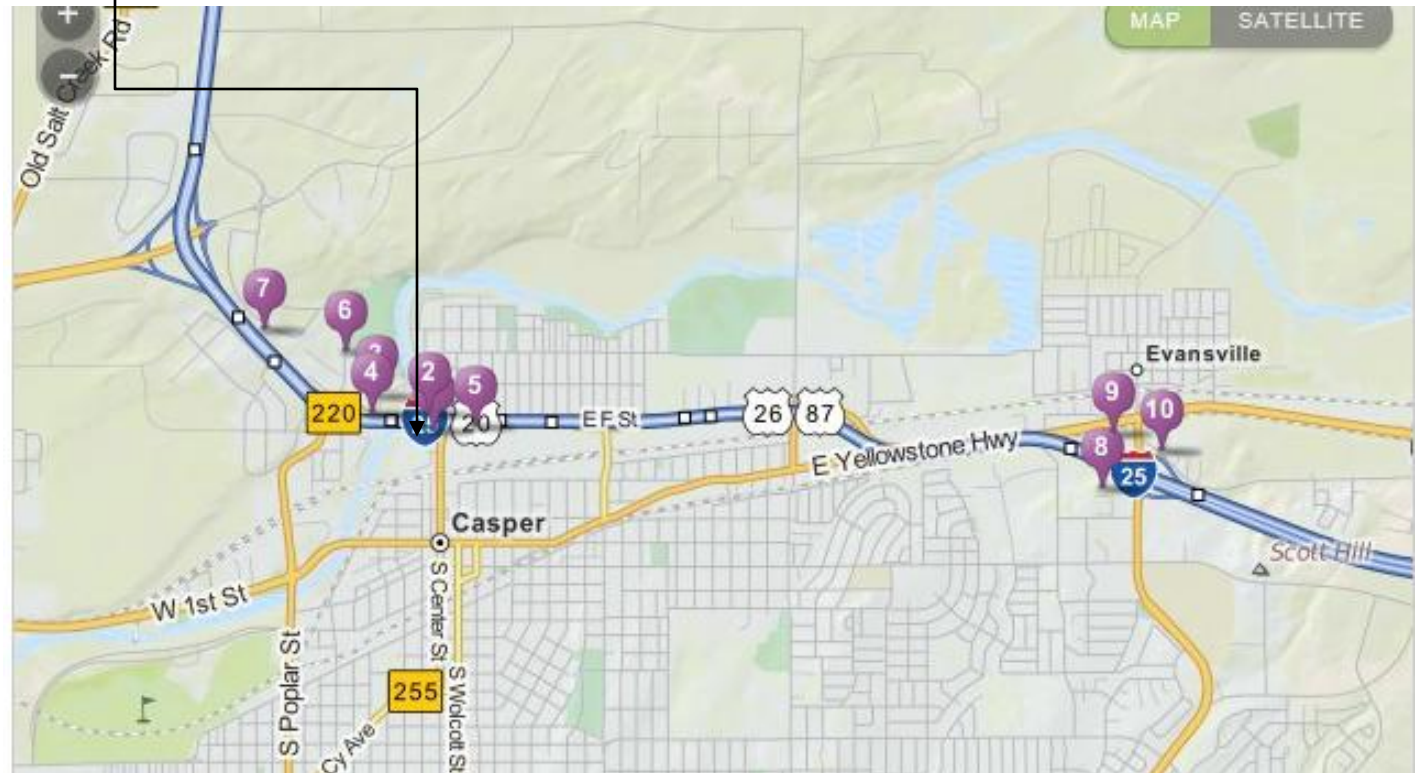 +
MAP
SATELLITE
−
Old Salt Creek Rd
7
6
3
4
2
5
220
20
E F St
26
87
E Yellowstone Hwy
Evansville
9
10
8
25
Casper
Scott Hill
W 1st St
S Center St
S Poplar St
S Wolcott St
255
Cy Ave